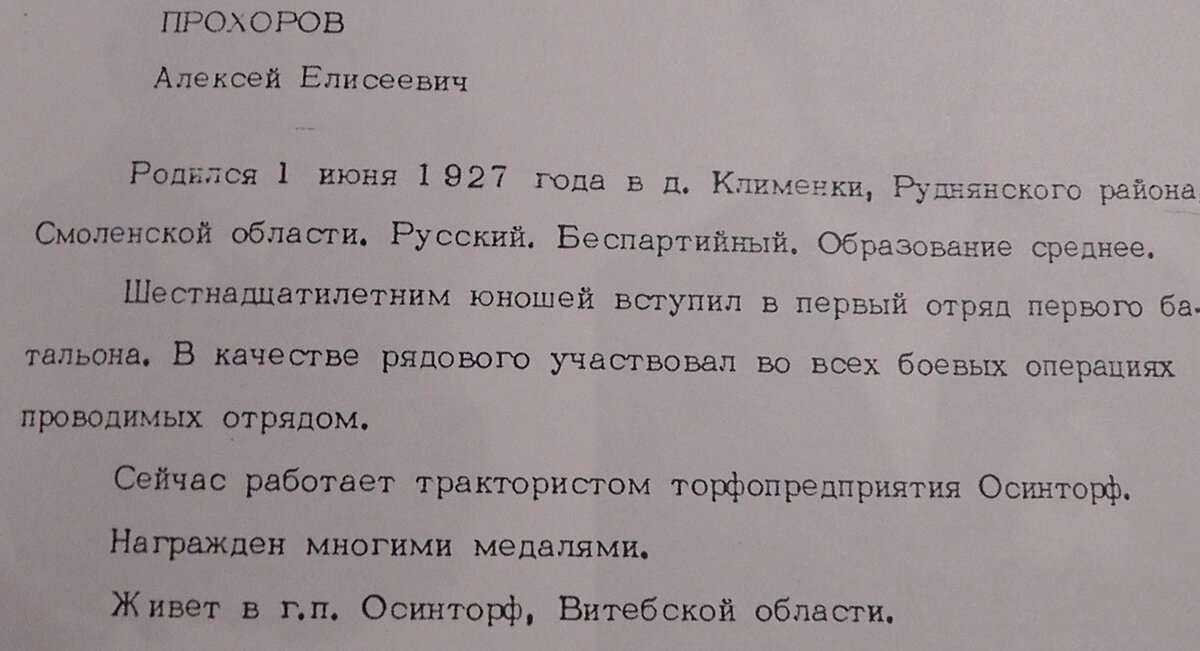 ПРОХОРОВ
Алексей Елисеевич
Родился 1 июня 1927 года в д. Клименки, Руднянского района
Смоленской области. Русский. Беспартийный. Образование среднее.
Шестнадцатилетним юношей вступил в первый отряд первого ба-
тальона. В качестве рядового участвовал во всех боевых операциях
проводимых отрядом.
Сейчас работает трактористом торфопредприятия Осинторф.
Награжден многими медалями.
Живет в г.п. Осинторф, Витебской области.